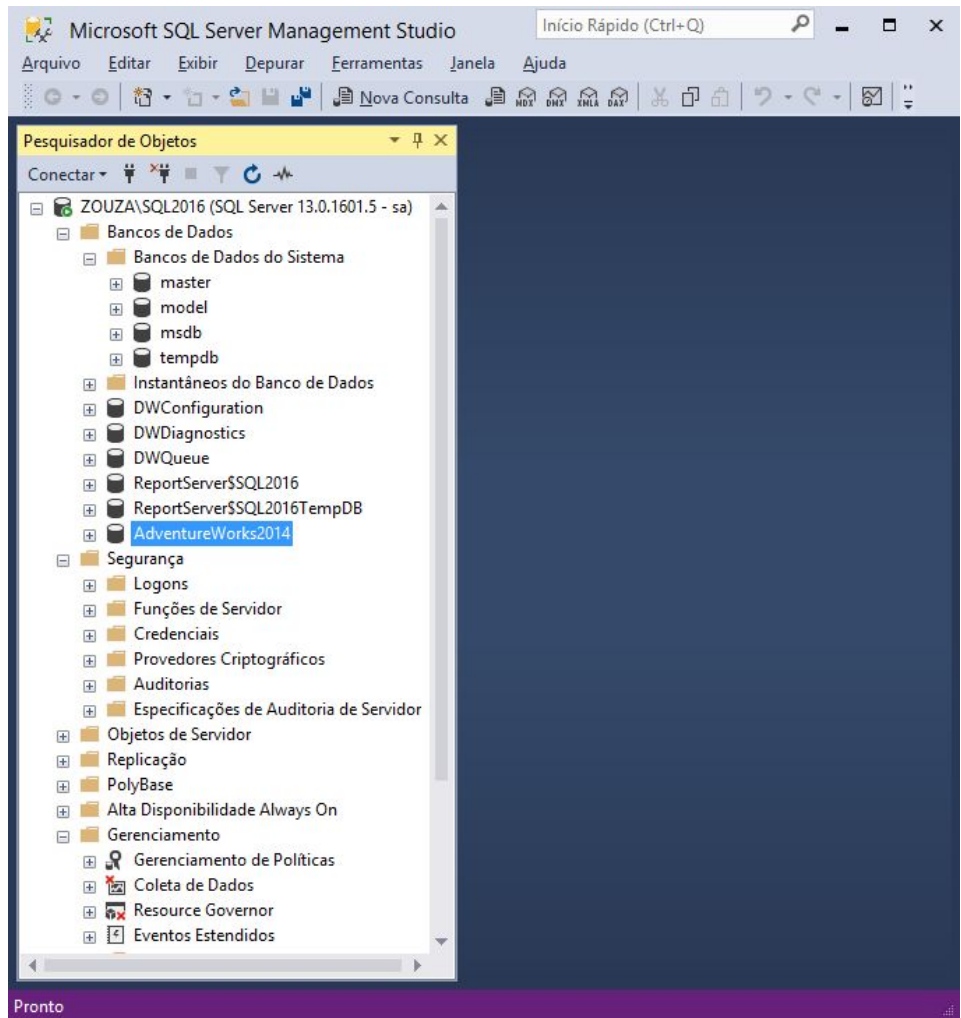 Microsoft SQL Server Management Studio
Início Rápido (Ctrl+Q)
Arquivo Editar Exibir Depurar Ferramentas Janela Ajuda
Nova Consulta MDX DMX XMLA DAX
Pesquisador de Objetos
Conectar
ZOUZA\SQL2016 (SQL Server 13.0.1601.5 - sa)
Bancos de Dados
Bancos de Dados do Sistema
master
model
msdb
tempdb
Instantâneos do Banco de Dados
DWConfiguration
DWDiagnostics
DWQueue
ReportServer$SQL2016
ReportServer$SQL2016TempDB
AdventureWorks2014
Segurança
Logons
Funções de Servidor
Credenciais
Provedores Criptográficos
Auditorias
Especificações de Auditoria de Servidor
Objetos de Servidor
Replicação
PolyBase
Alta Disponibilidade Always On
Gerenciamento
Gerenciamento de Políticas
Coleta de Dados
Resource Governor
Eventos Estendidos
Pronto